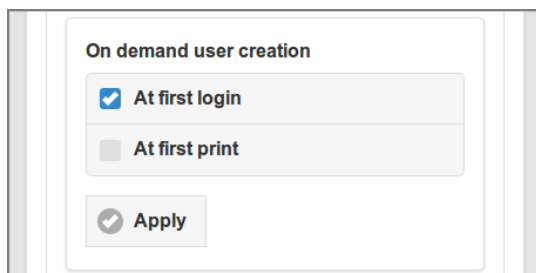 On demand user creation
At first login
At first print
Apply